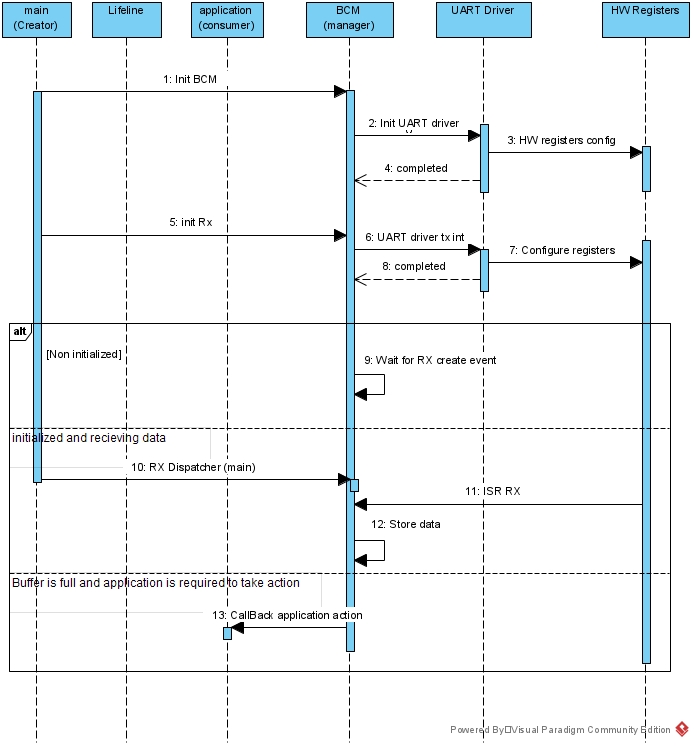 main
(Creator)
Lifeline
application
(consumer)
BCM
(manager)
UART Driver
HW Registers
1: Init BCM
2: Init UART driver
3: HW registers config
4: completed
5: init Rx
6: UART driver tx int
7: Configure registers
8: completed
alt
[Non initialized]
9: Wait for RX create event
initialized and recieving data
10: RX Dispatcher (main)
11: ISR RX
12: Store data
Buffer is full and application is required to take action
13: CallBack application action
Powered By Visual Paradigm Community Edition